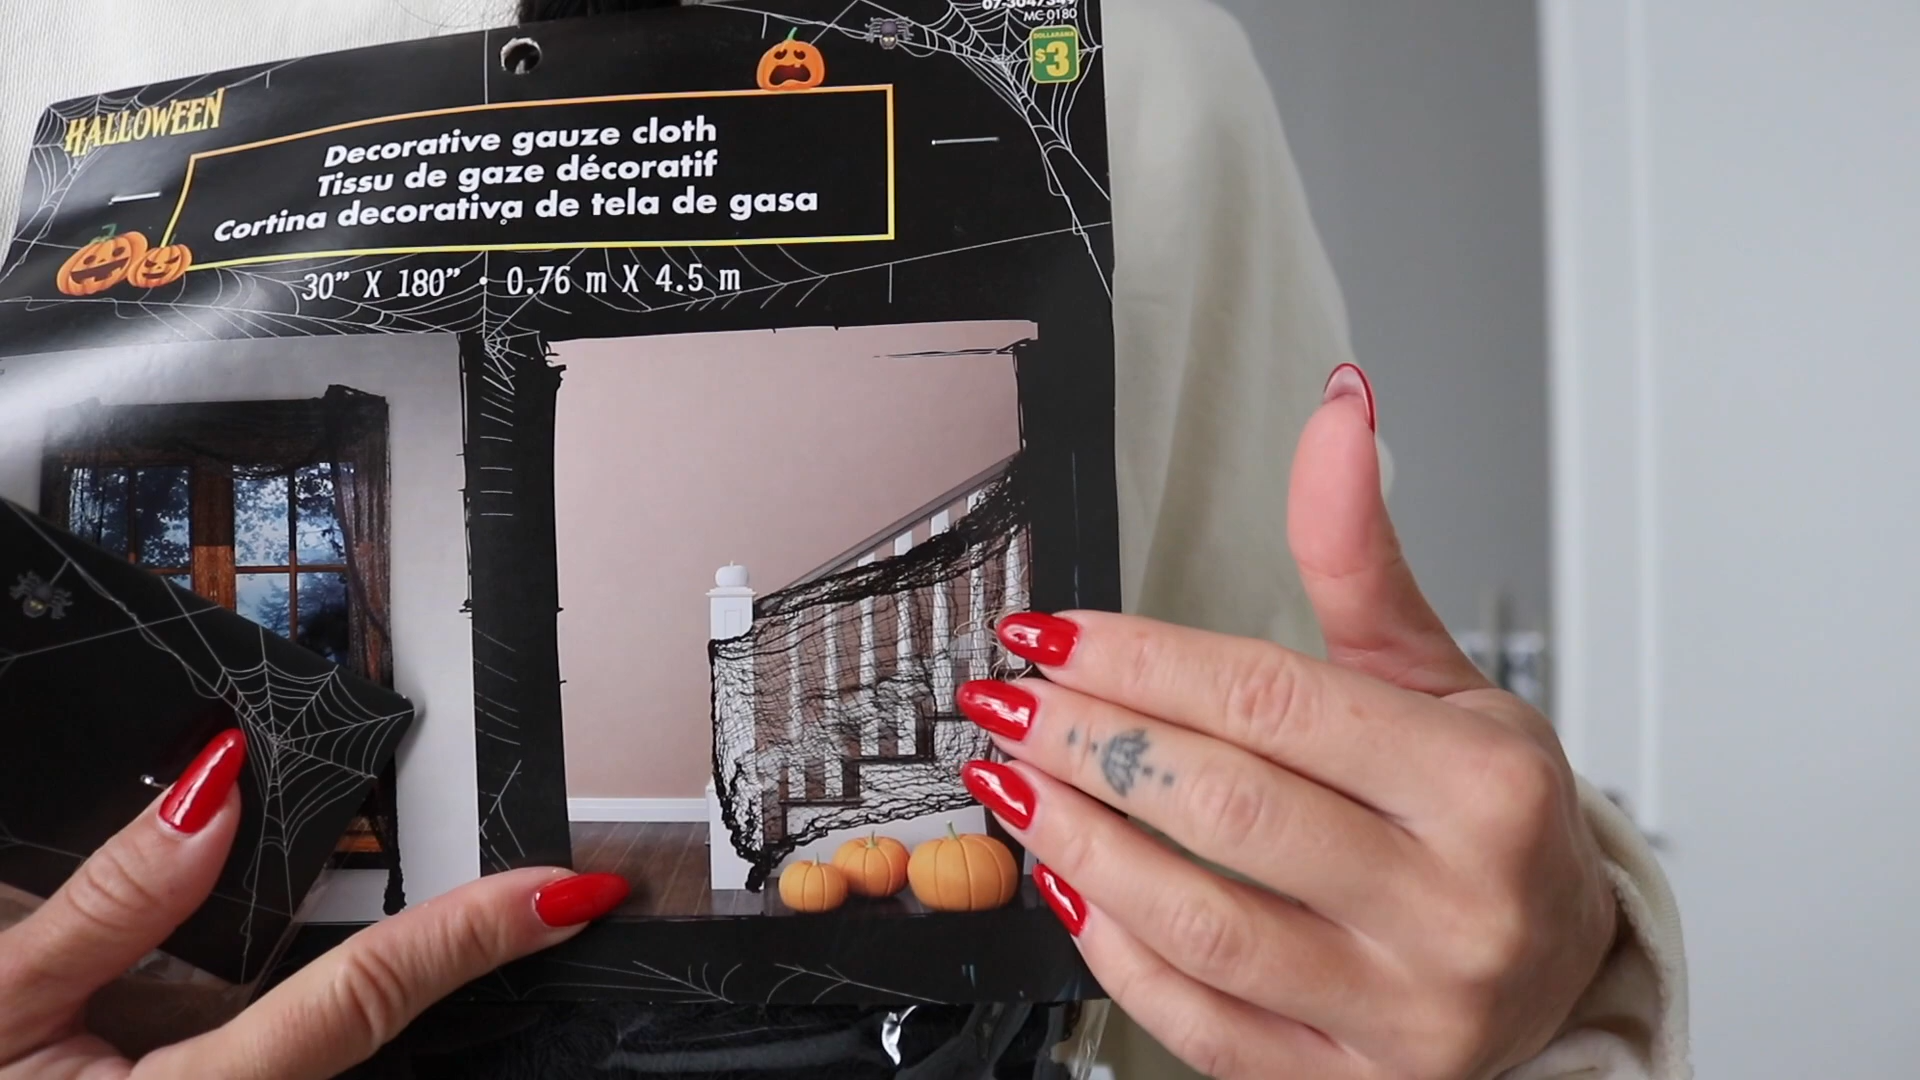 MC-0180
DOLLARAMA
$3
HALLOWEEN
Decorative gauze cloth
Tissu de gaze décoratif
Cortina decorativa de tela de gasa
30” X 180” • 0.76 m X 4.5 m